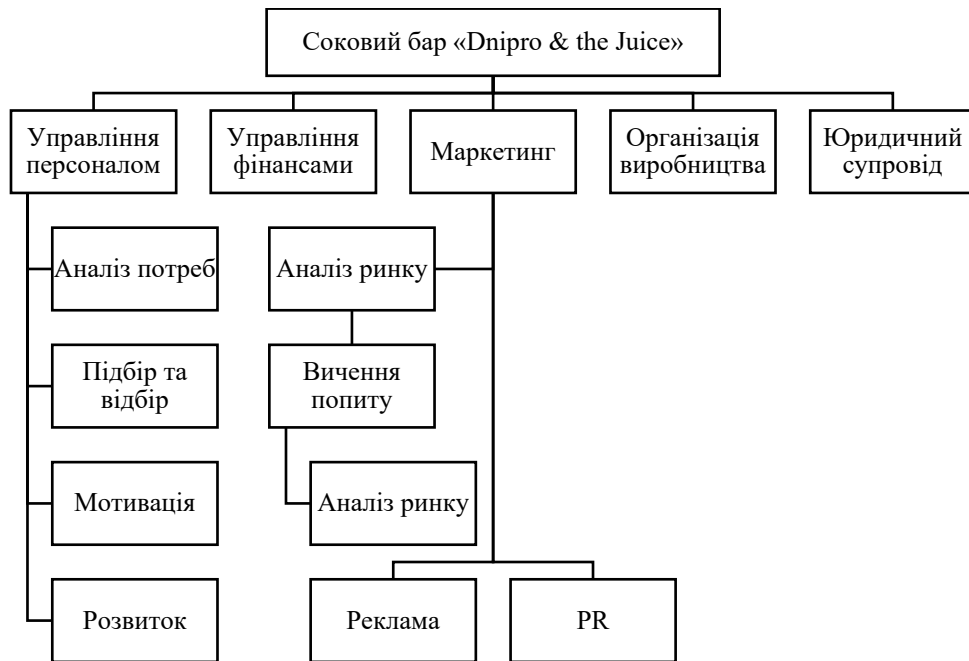 Соковий бар «Dnipro & the Juice»
Управління
персоналом
Управління
фінансами
Маркетинг
Організація
виробництва
Юридичний
супровід
Аналіз потреб
Аналіз ринку
Підбір та
відбір
Вичення
попиту
Мотивація
Аналіз ринку
Розвиток
Реклама
PR